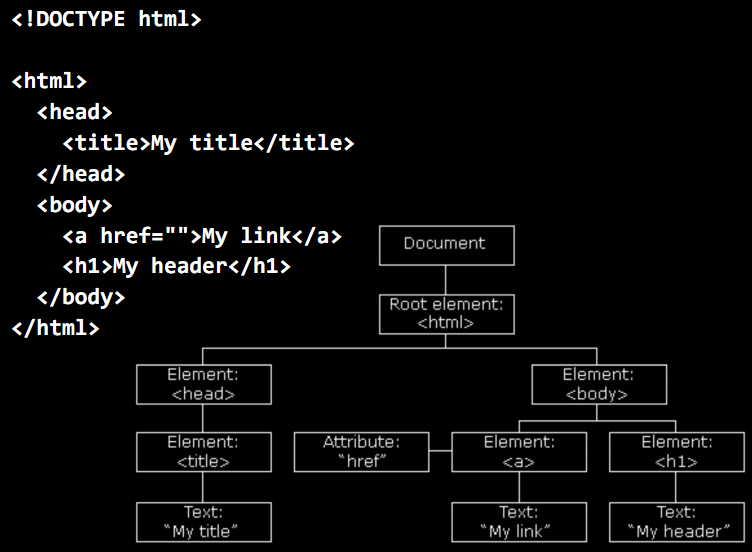 <!DOCTYPE html>
<html>
<head>
<title>My title</title>
</head>
<body>
<a href="">My link</a>
<h1>My header</h1>
</body>
</html>
Document
Root element:
<html>
Element:
<head>
Element:
<body>
Element:
<title>
Attribute:
“href”
Element:
<a>
Element:
<h1>
Text:
“My title”
Text:
“My link”
Text:
“My header”